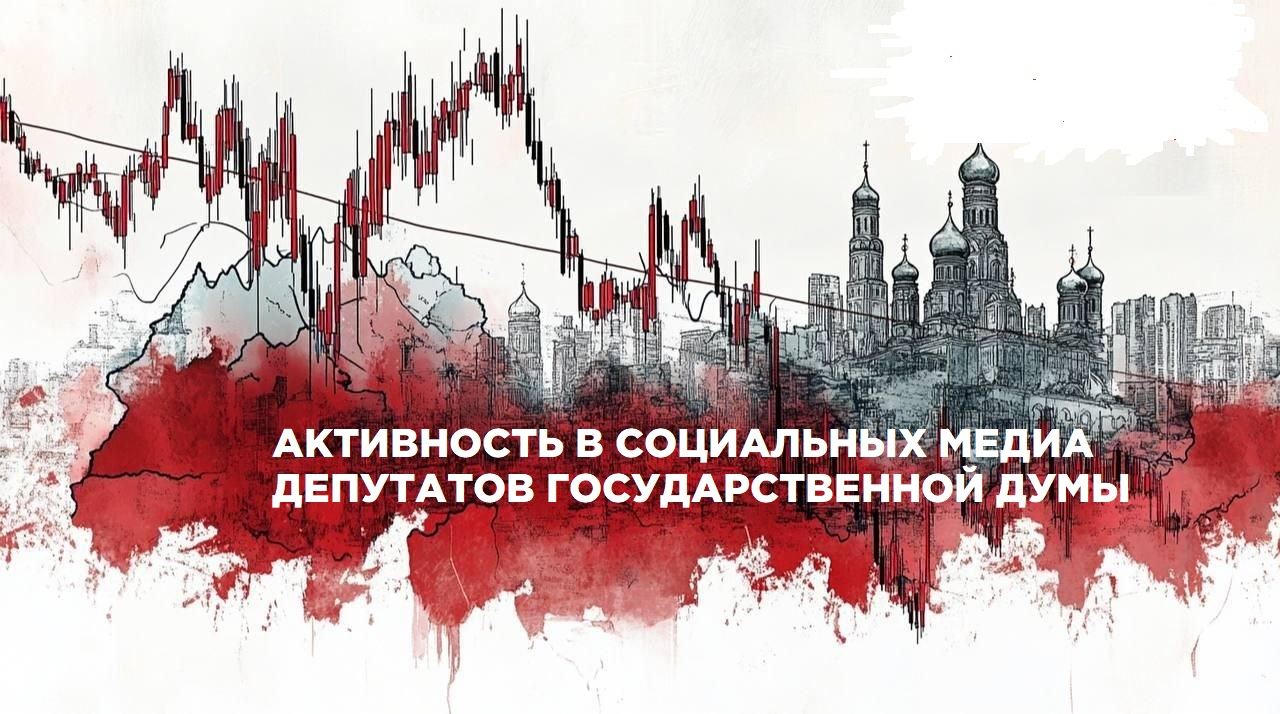 АКТИВНОСТЬ В СОЦИАЛЬНЫХ МЕДИА
ДЕПУТАТОВ ГОСУДАРСТВЕННОЙ ДУМЫ